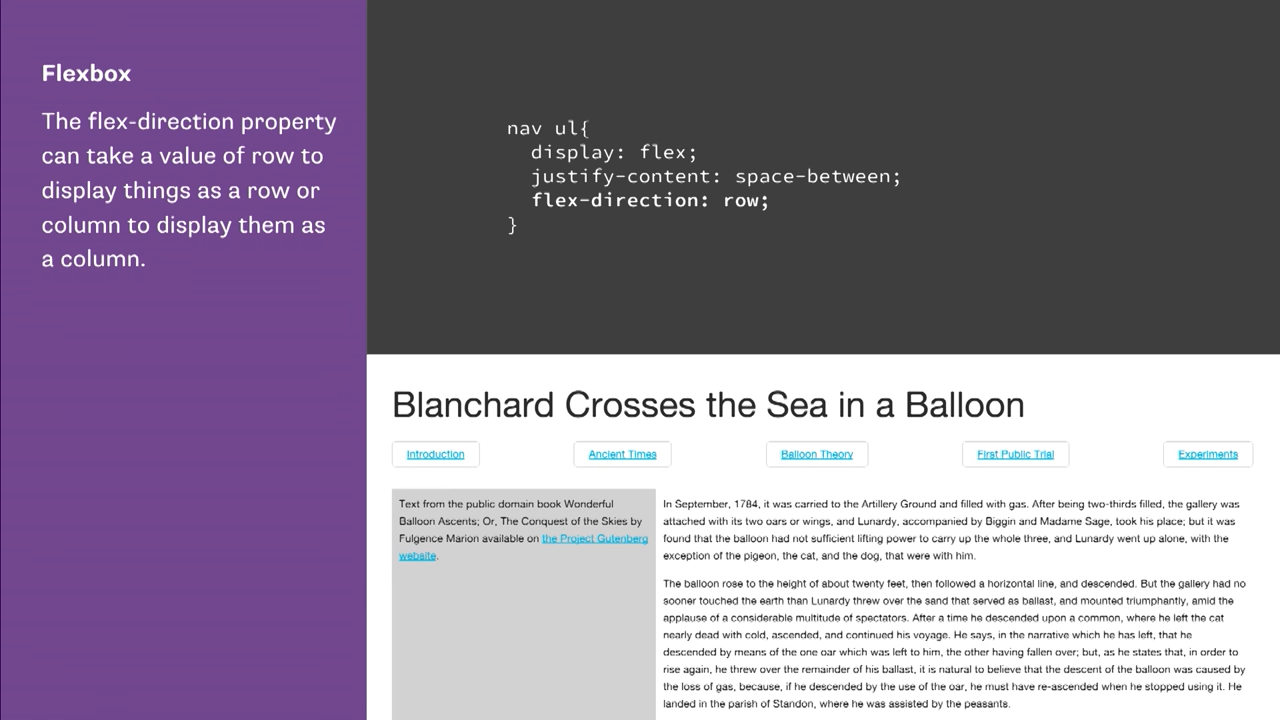 Flexbox
The flex-direction property
can take a value of row to
display things as a row or
column to display them as
a column.
nav ul{
display: flex;
justify-content: space-between;
flex-direction: row;
}
Blanchard Crosses the Sea in a Balloon
Introduction
Ancient Times
Balloon Theory
First Public Trial
Experiments
Text from the public domain book Wonderful
Balloon Ascents; Or, The Conquest of the Skies by
Fulgence Marion available on the Project Gutenberg
website.
In September, 1784, it was carried to the Artillery Ground and filled with gas. After being two-thirds filled, the gallery was
attached with its two oars or wings, and Lunardy, accompanied by Biggin and Madame Sage, took his place; but it was
found that the balloon had not sufficient lifting power to carry up the whole three, and Lunardy went up alone, with the
exception of the pigeon, the cat, and the dog, that were with him.
The balloon rose to the height of about twenty feet, then followed a horizontal line, and descended. But the gallery had no
sooner touched the earth than Lunardy threw over the sand that served as ballast, and mounted triumphantly, amid the
applause of a considerable multitude of spectators. After a time he descended upon a common, where he left the cat
nearly dead with cold, ascended, and continued his voyage. He says, in the narrative which he has left, that he
descended by means of the one oar which was left to him, the other having fallen over; but, as he states that, in order to
rise again, he threw over the remainder of his ballast, it is natural to believe that the descent of the balloon was caused by
the loss of gas, because, if he descended by the use of the oar, he must have re-ascended when he stopped using it. He
landed in the parish of Standon, where he was assisted by the peasants.